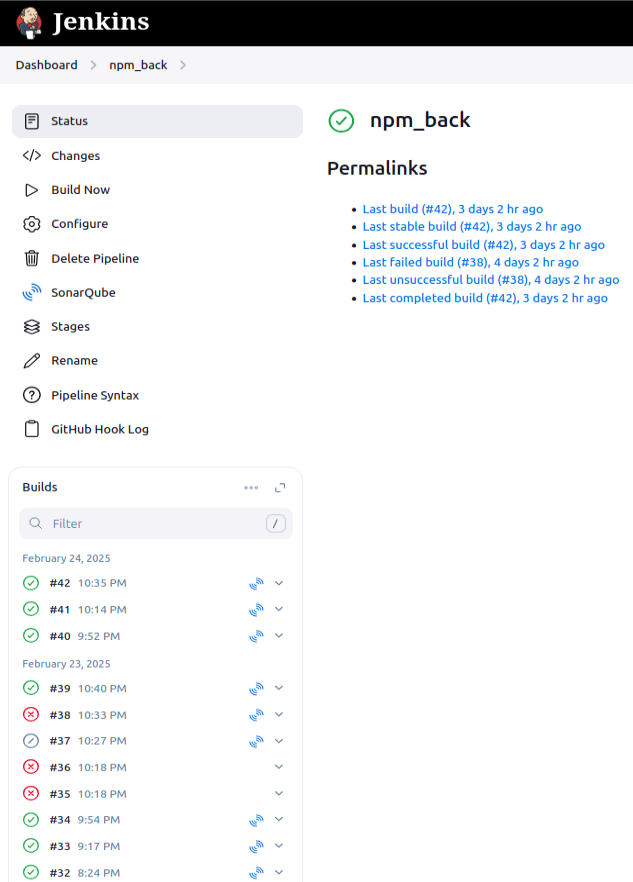 Jenkins
Dashboard > npm_back >
Status
Changes
Build Now
Configure
Delete Pipeline
SonarQube
Stages
Rename
Pipeline Syntax
GitHub Hook Log
npm_back
Permalinks
• Last build (#42), 3 days 2 hr ago
• Last stable build (#42), 3 days 2 hr ago
• Last successful build (#42), 3 days 2 hr ago
• Last failed build (#38), 4 days 2 hr ago
• Last unsuccessful build (#38), 4 days 2 hr ago
• Last completed build (#42), 3 days 2 hr ago
Builds
Filter /
February 24, 2025
#42 10:35 PM
#41 10:14 PM
#40 9:52 PM
February 23, 2025
#39 10:40 PM
#38 10:33 PM
#37 10:27 PM
#36 10:18 PM
#35 10:18 PM
#34 9:54 PM
#33 9:17 PM
#32 8:24 PM